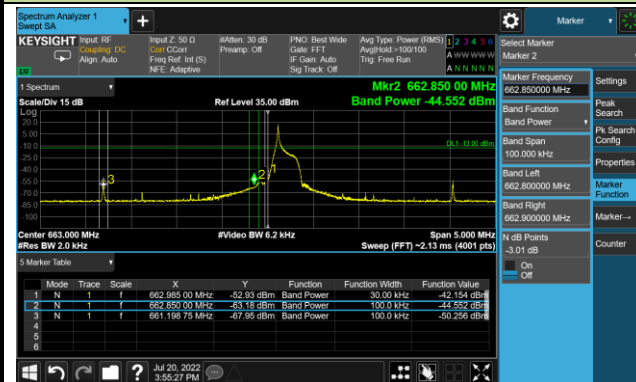 Spectrum Analyzer 1
Swept SA
KEYSIGHT
Input: RF
Coupling: DC
Align: Auto
Input Z: 50 Ω
Corr CCorr
Freq Ref: Int (S)
NFE: Adaptive
#Atten: 30 dB
Preamp: Off
PNO: Best Wide
Gate: FFT
IF Gain: Auto
Sig Track: Off
Avg Type: Power (RMS)
Avg|Hold:>100/100
Trig: Free Run
1 2 3 4 5 6
A W W W W W
A N N N N N
1 Spectrum
Scale/Div 15 dB
Ref Level 35.00 dBm
Mkr2 662.850 00 MHz
Band Power -44.552 dBm
Log
20.0
5.00
-10.0
-25.0
-40.0
-55.0
-70.0
-85.0
-100
DL1 -13.00 dBm
3
2
1
Center 663.000 MHz
#Res BW 2.0 kHz
#Video BW 6.2 kHz
Span 5.000 MHz
Sweep (FFT) ~2.13 ms (4001 pts)
5 Marker Table
Mode Trace Scale X Y Function Function Width Function Value
1 N 1 f 662.985 00 MHz -52.93 dBm Band Power 30.00 kHz -42.154 dBm
2 N 1 f 662.850 00 MHz -63.18 dBm Band Power 100.0 kHz -44.552 dBm
3 N 1 f 661.198 75 MHz -67.95 dBm Band Power 100.0 kHz -50.256 dBm
4
5
6
Jul 20, 2022
3:55:27 PM
Marker
Select Marker
Marker 2
Marker Frequency
662.850000 MHz
Band Function
Band Power
Band Span
100.000 kHz
Band Left
662.800000 MHz
Band Right
662.900000 MHz
N dB Points
-3.01 dB
On
Off
Settings
Peak
Search
Pk Search
Config
Properties
Marker
Function
Marker→
Counter